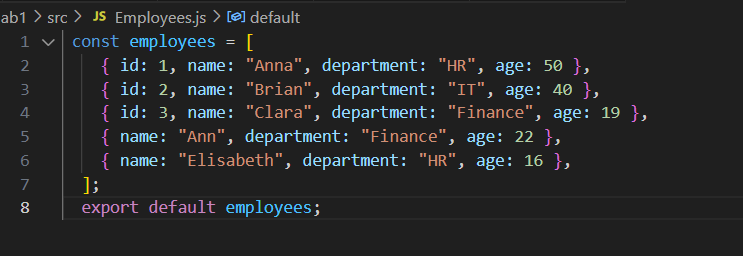 ab1 > src > JS Employees.js > default
1 const employees = [
2 { id: 1, name: "Anna", department: "HR", age: 50 },
3 { id: 2, name: "Brian", department: "IT", age: 40 },
4 { id: 3, name: "Clara", department: "Finance", age: 19 },
5 { name: "Ann", department: "Finance", age: 22 },
6 { name: "Elisabeth", department: "HR", age: 16 },
7 ];
8 export default employees;